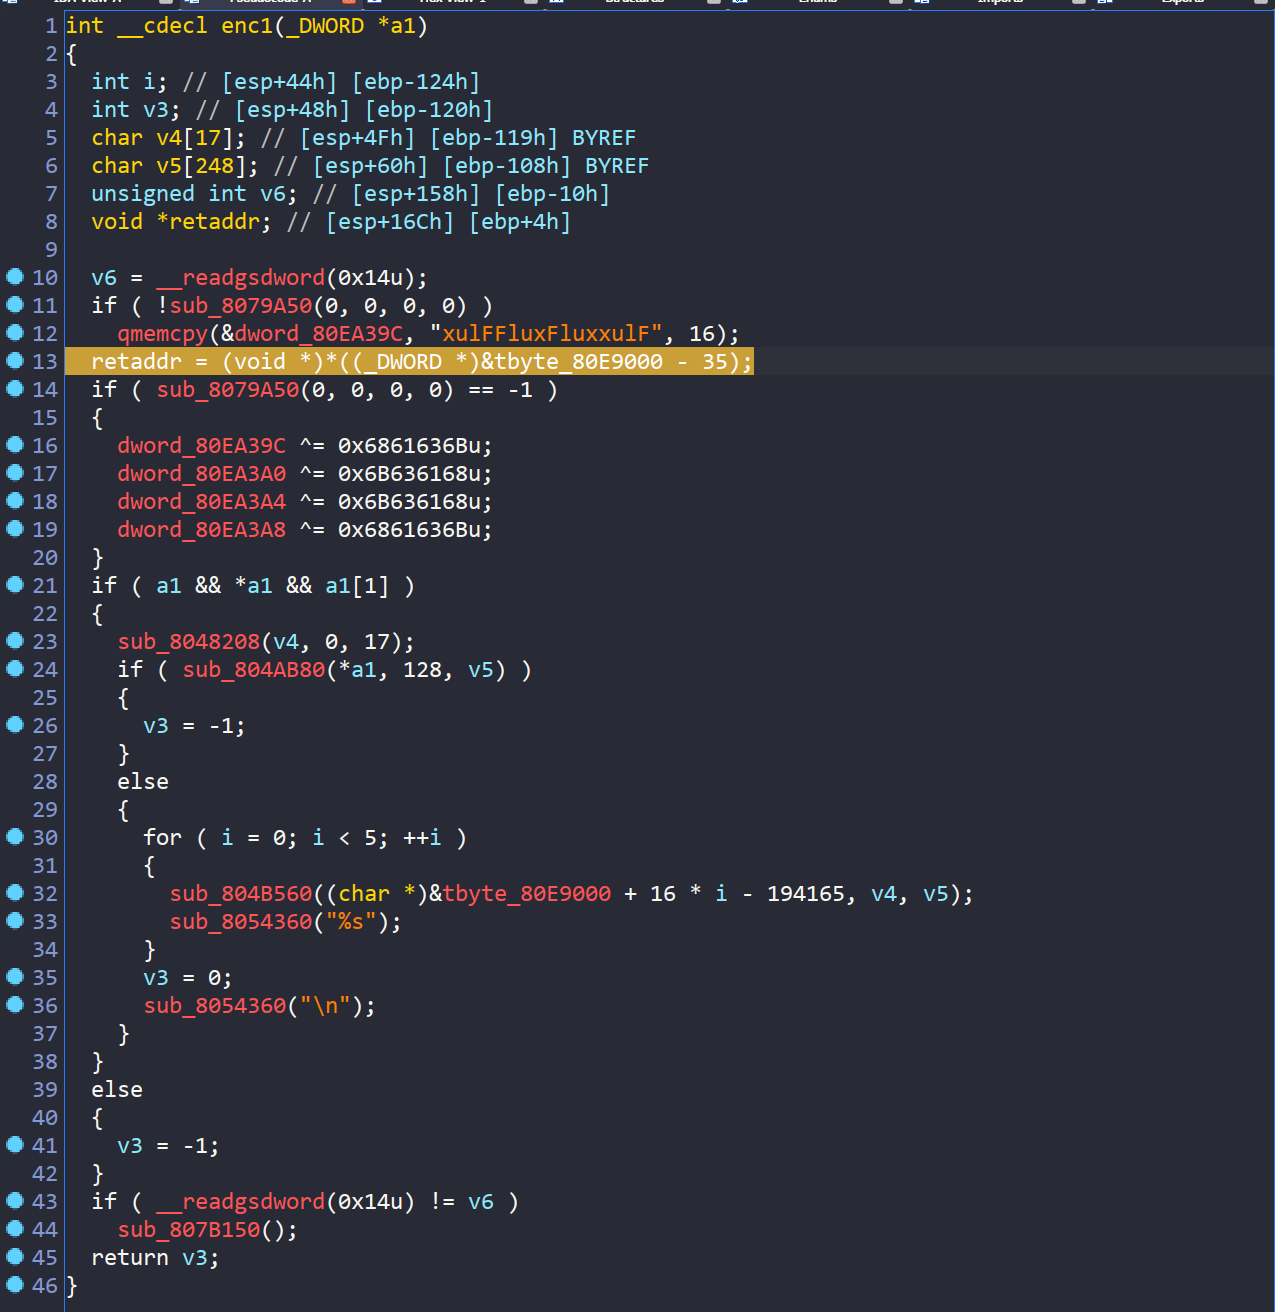 1 int __cdecl enc1(_DWORD *a1)
2 {
3   int i; // [esp+44h] [ebp-124h]
4   int v3; // [esp+48h] [ebp-120h]
5   char v4[17]; // [esp+4Fh] [ebp-119h] BYREF
6   char v5[248]; // [esp+60h] [ebp-108h] BYREF
7   unsigned int v6; // [esp+158h] [ebp-10h]
8   void *retaddr; // [esp+16Ch] [ebp+4h]
9
10   v6 = __readgsdword(0x14u);
11   if ( !sub_8079A50(0, 0, 0, 0) )
12     qmemcpy(&dword_80EA39C, "xulFFluxFluxxulF", 16);
13   retaddr = (void *)*((_DWORD *)&tbyte_80E9000 - 35);
14   if ( sub_8079A50(0, 0, 0, 0) == -1 )
15   {
16     dword_80EA39C ^= 0x6861636Bu;
17     dword_80EA3A0 ^= 0x6B636168u;
18     dword_80EA3A4 ^= 0x6B636168u;
19     dword_80EA3A8 ^= 0x6861636Bu;
20   }
21   if ( a1 && *a1 && a1[1] )
22   {
23     sub_8048208(v4, 0, 17);
24     if ( sub_804AB80(*a1, 128, v5) )
25     {
26       v3 = -1;
27     }
28     else
29     {
30       for ( i = 0; i < 5; ++i )
31       {
32         sub_804B560((char *)&tbyte_80E9000 + 16 * i - 194165, v4, v5);
33         sub_8054360("%s");
34       }
35       v3 = 0;
36       sub_8054360("\n");
37     }
38   }
39   else
40   {
41     v3 = -1;
42   }
43   if ( __readgsdword(0x14u) != v6 )
44     sub_807B150();
45   return v3;
46 }